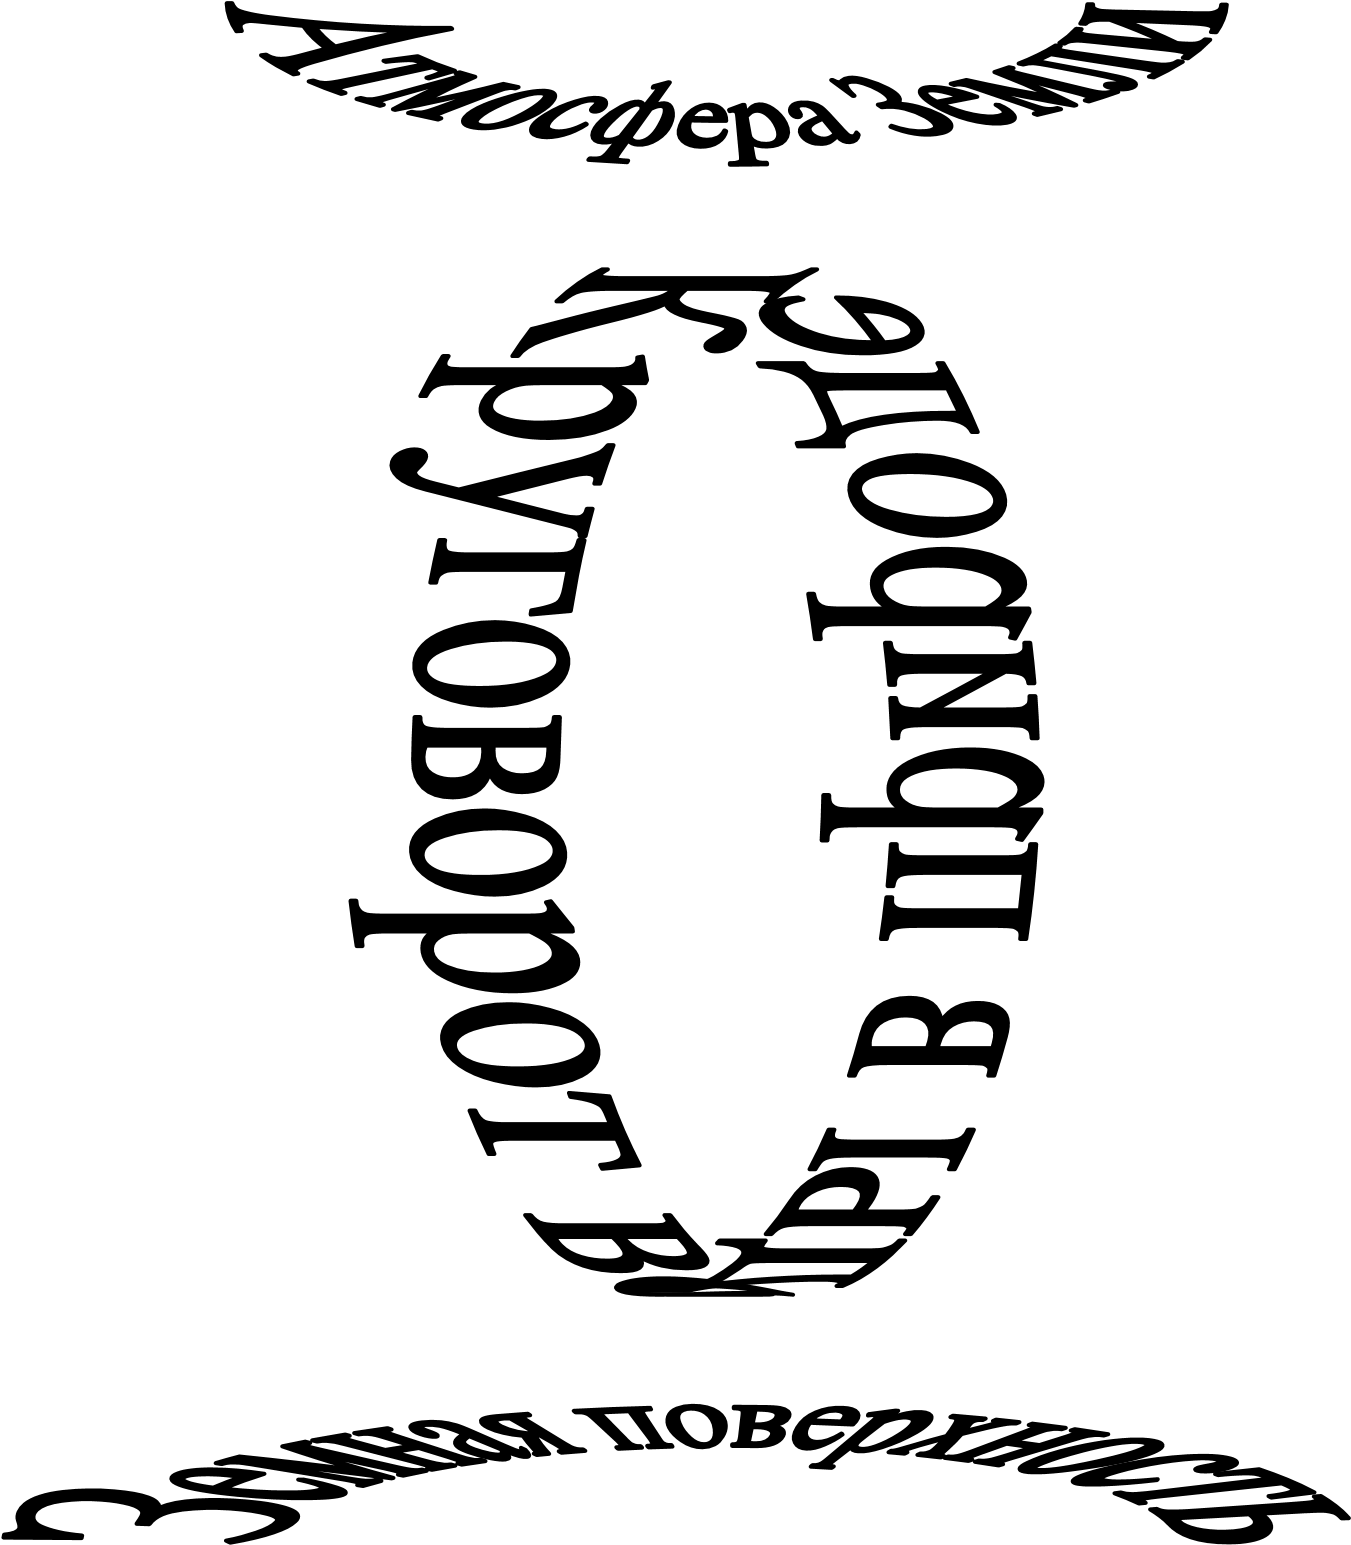 Атмосфера Земли
Круговорот воды в природе
Земная поверхность